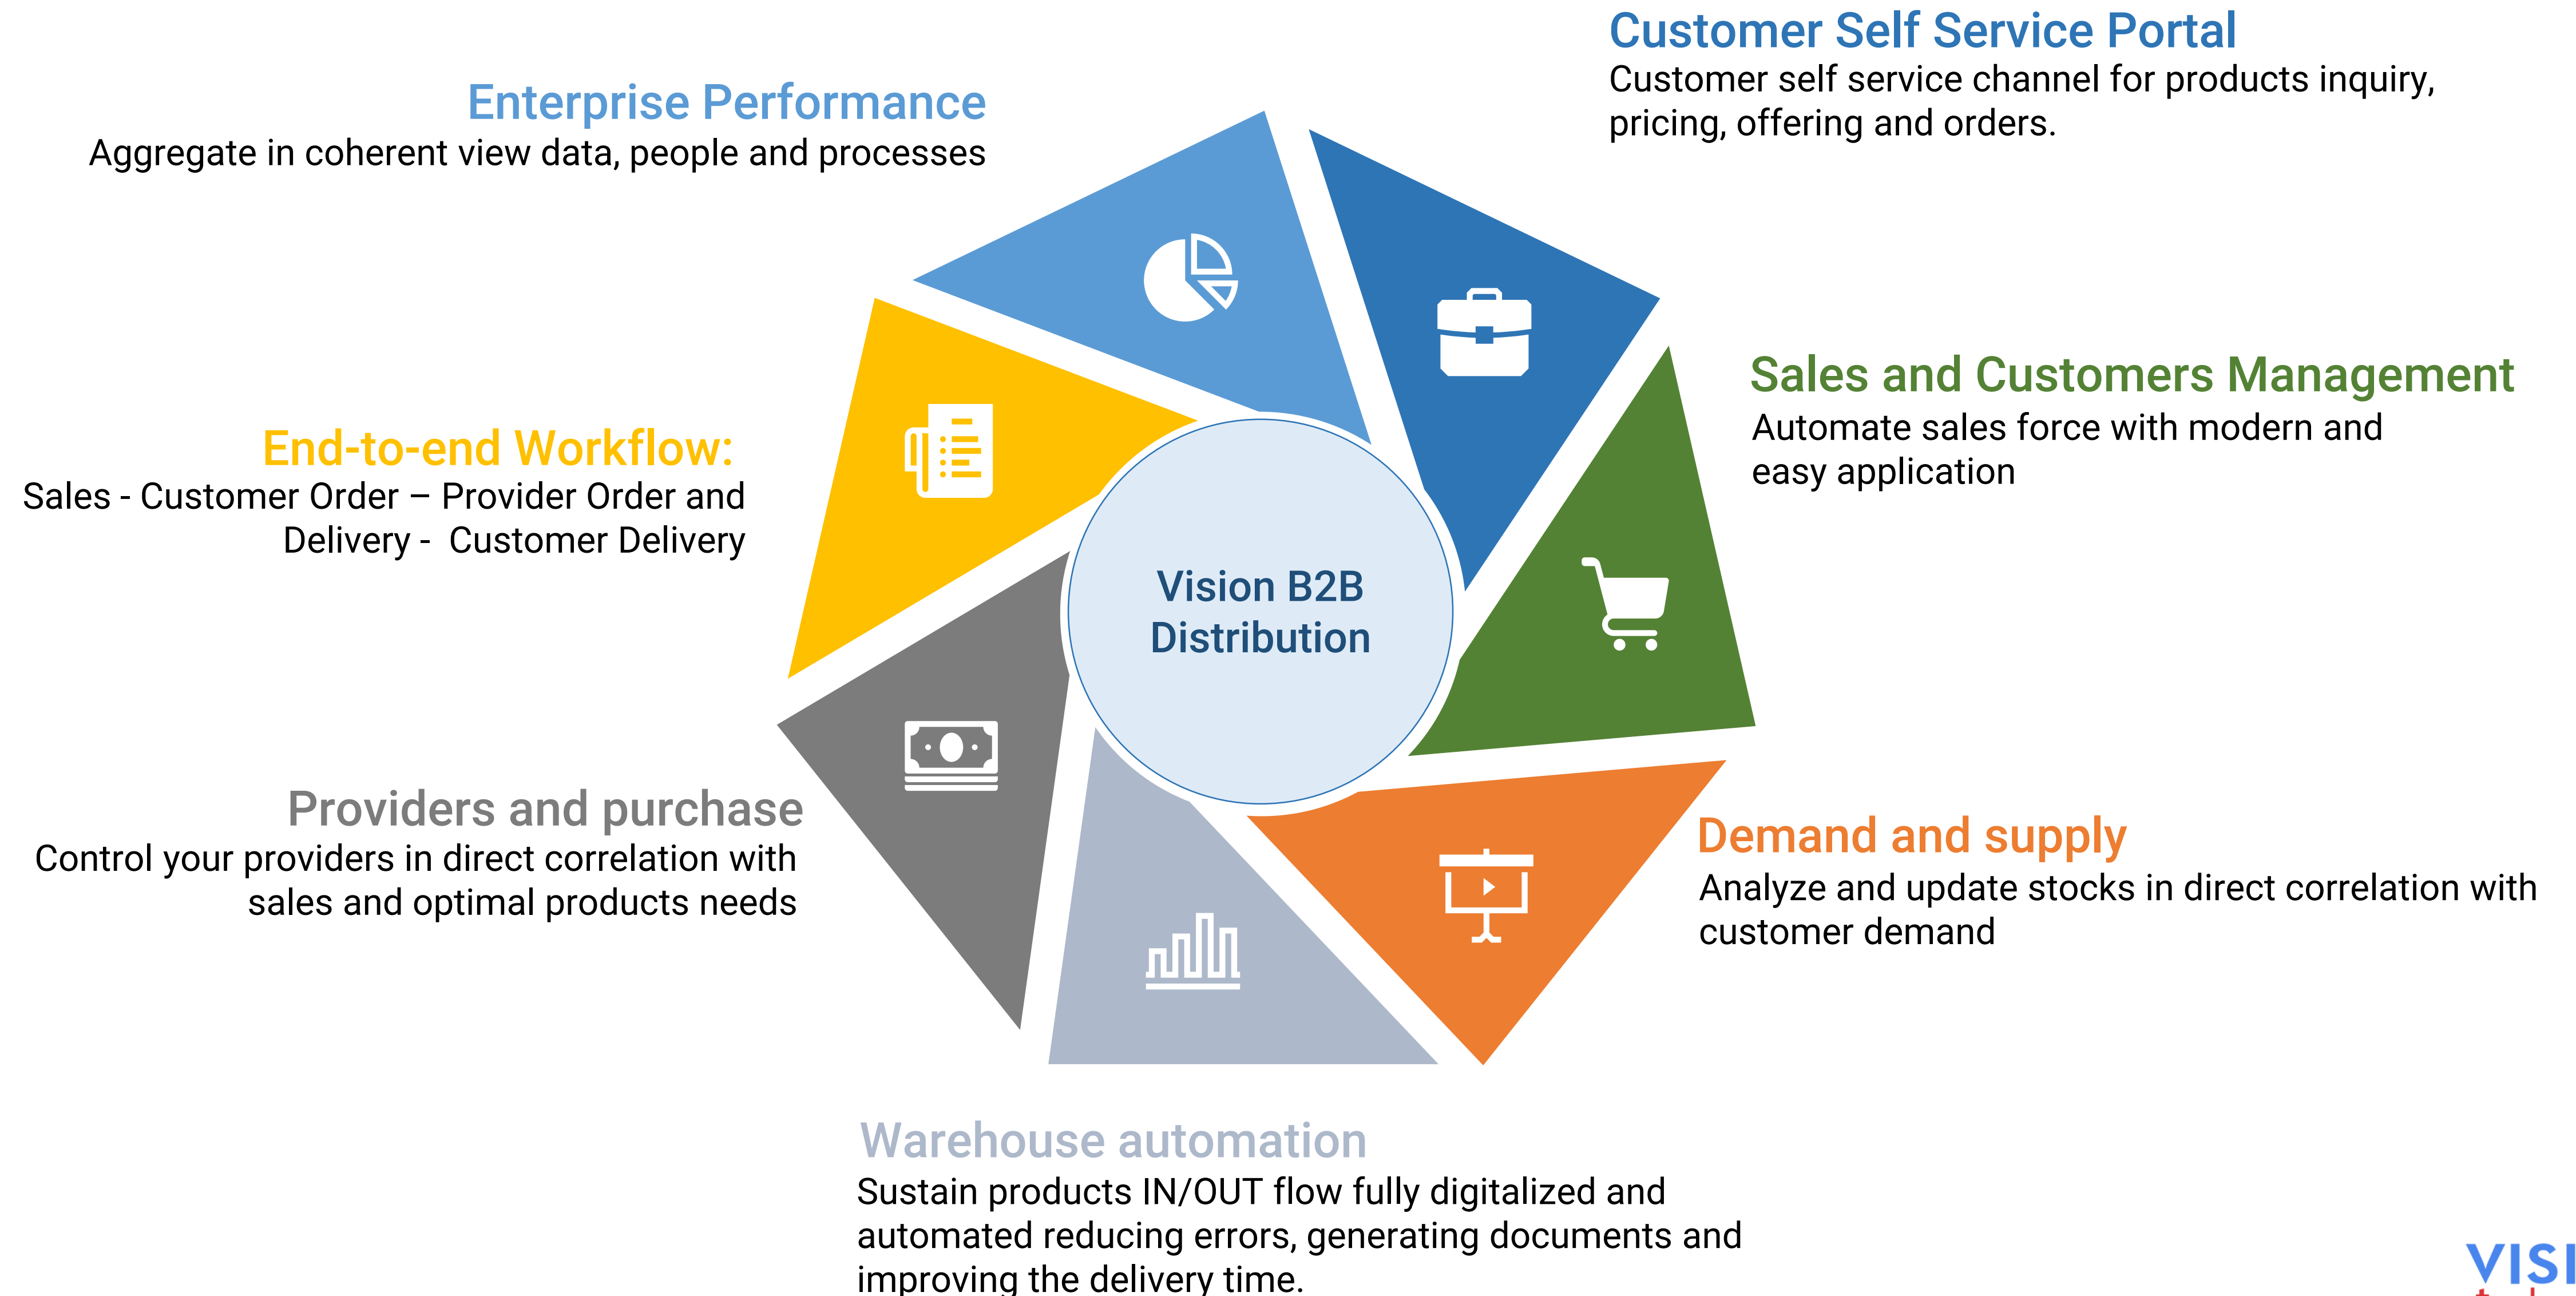 Customer Self Service Portal
Customer self service channel for products inquiry,
pricing, offering and orders.
Enterprise Performance
Aggregate in coherent view data, people and processes
Sales and Customers Management
Automate sales force with modern and
easy application
End-to-end Workflow:
Sales - Customer Order – Provider Order and
Delivery -  Customer Delivery
Vision B2B
Distribution
Providers and purchase
Control your providers in direct correlation with
sales and optimal products needs
Demand and supply
Analyze and update stocks in direct correlation with
customer demand
Warehouse automation
Sustain products IN/OUT flow fully digitalized and
automated reducing errors, generating documents and
improving the delivery time.
VISI